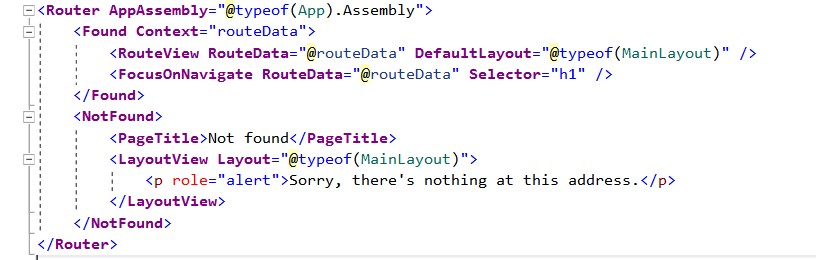 <Router AppAssembly="@typeof(App).Assembly">
<Found Context="routeData">
<RouteView RouteData="@routeData" DefaultLayout="@typeof(MainLayout)" />
<FocusOnNavigate RouteData="@routeData" Selector="h1" />
</Found>
<NotFound>
<PageTitle>Not found</PageTitle>
<LayoutView Layout="@typeof(MainLayout)">
<p role="alert">Sorry, there's nothing at this address.</p>
</LayoutView>
</NotFound>
</Router>